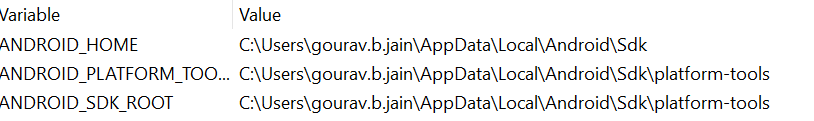 Variable Value
ANDROID_HOME C:\Users\gourav.b.jain\AppData\Local\Android\Sdk
ANDROID_PLATFORM_TOO... C:\Users\gourav.b.jain\AppData\Local\Android\Sdk\platform-tools
ANDROID_SDK_ROOT C:\Users\gourav.b.jain\AppData\Local\Android\Sdk\platform-tools